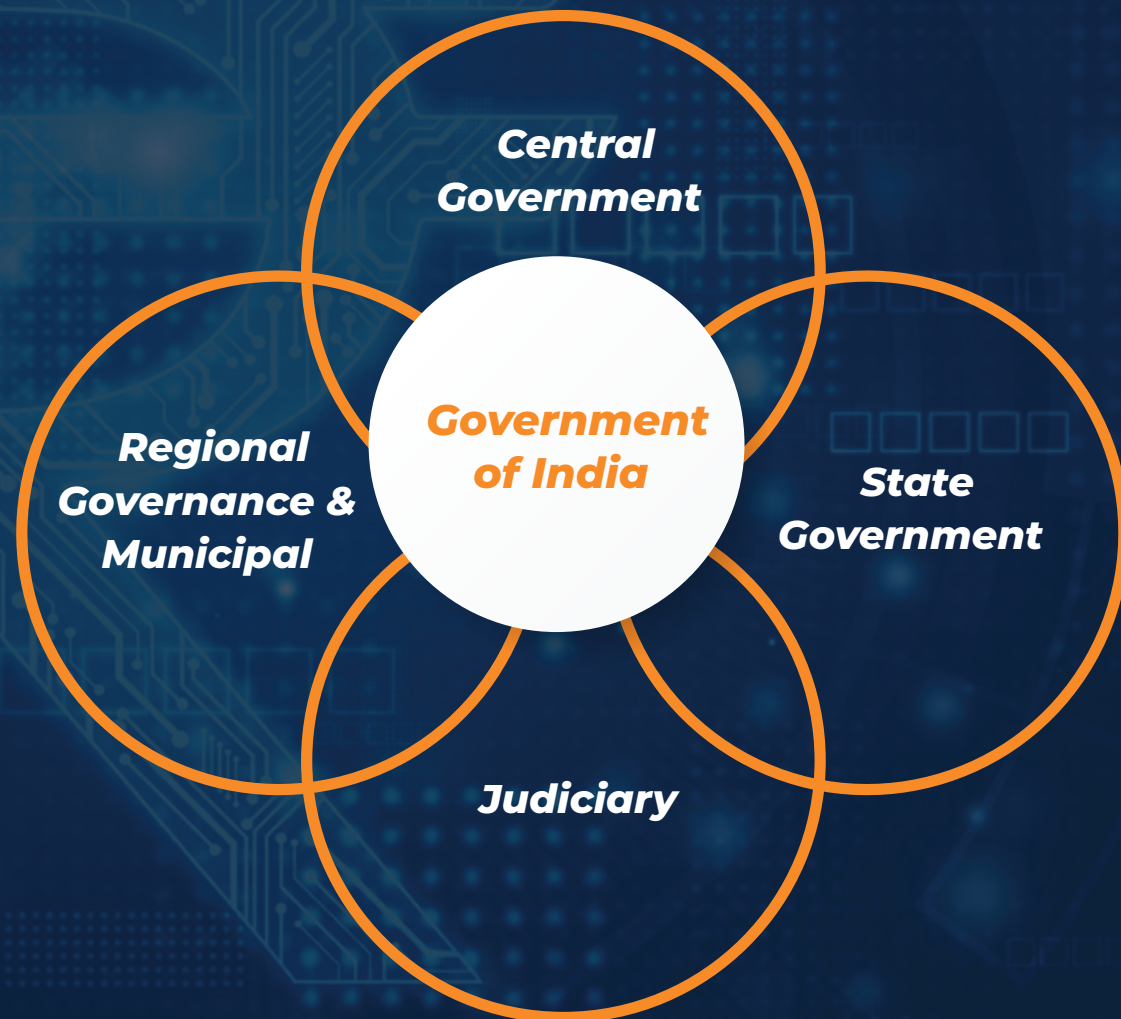 Central
Government
Government
of India
Regional
Governance &
Municipal
State
Government
Judiciary